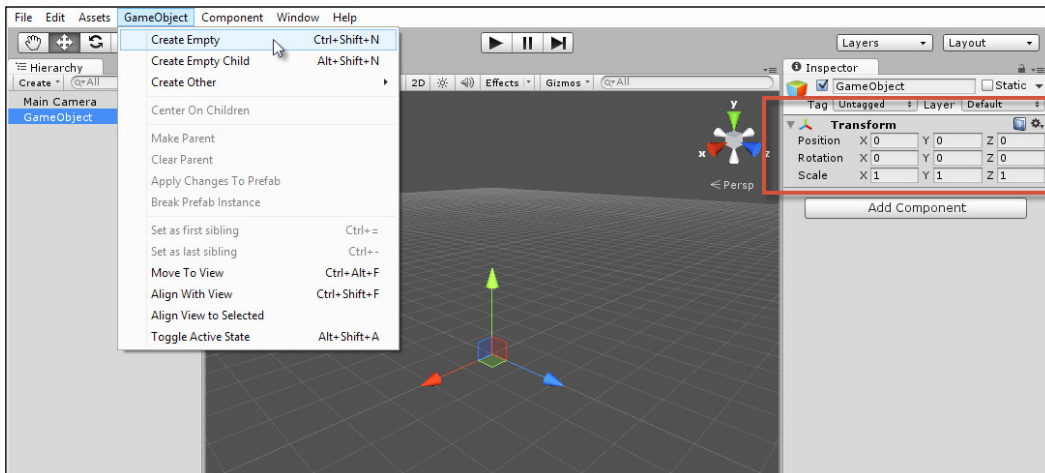 File Edit Assets GameObject Component Window Help
Layers Layout
Create Empty Ctrl+Shift+N
Create Empty Child Alt+Shift+N
Create Other
Center On Children
Make Parent
Clear Parent
Apply Changes To Prefab
Break Prefab Instance
Set as first sibling Ctrl+=
Set as last sibling Ctrl+-
Move To View Ctrl+Alt+F
Align With View Ctrl+Shift+F
Align View to Selected
Toggle Active State Alt+Shift+A
Hierarchy
Create All
Main Camera
GameObject
2D Effects Gizmos All
y
x z
Persp
Inspector
GameObject Static
Tag Untagged Layer Default
Transform
Position X 0 Y 0 Z 0
Rotation X 0 Y 0 Z 0
Scale X 1 Y 1 Z 1
Add Component